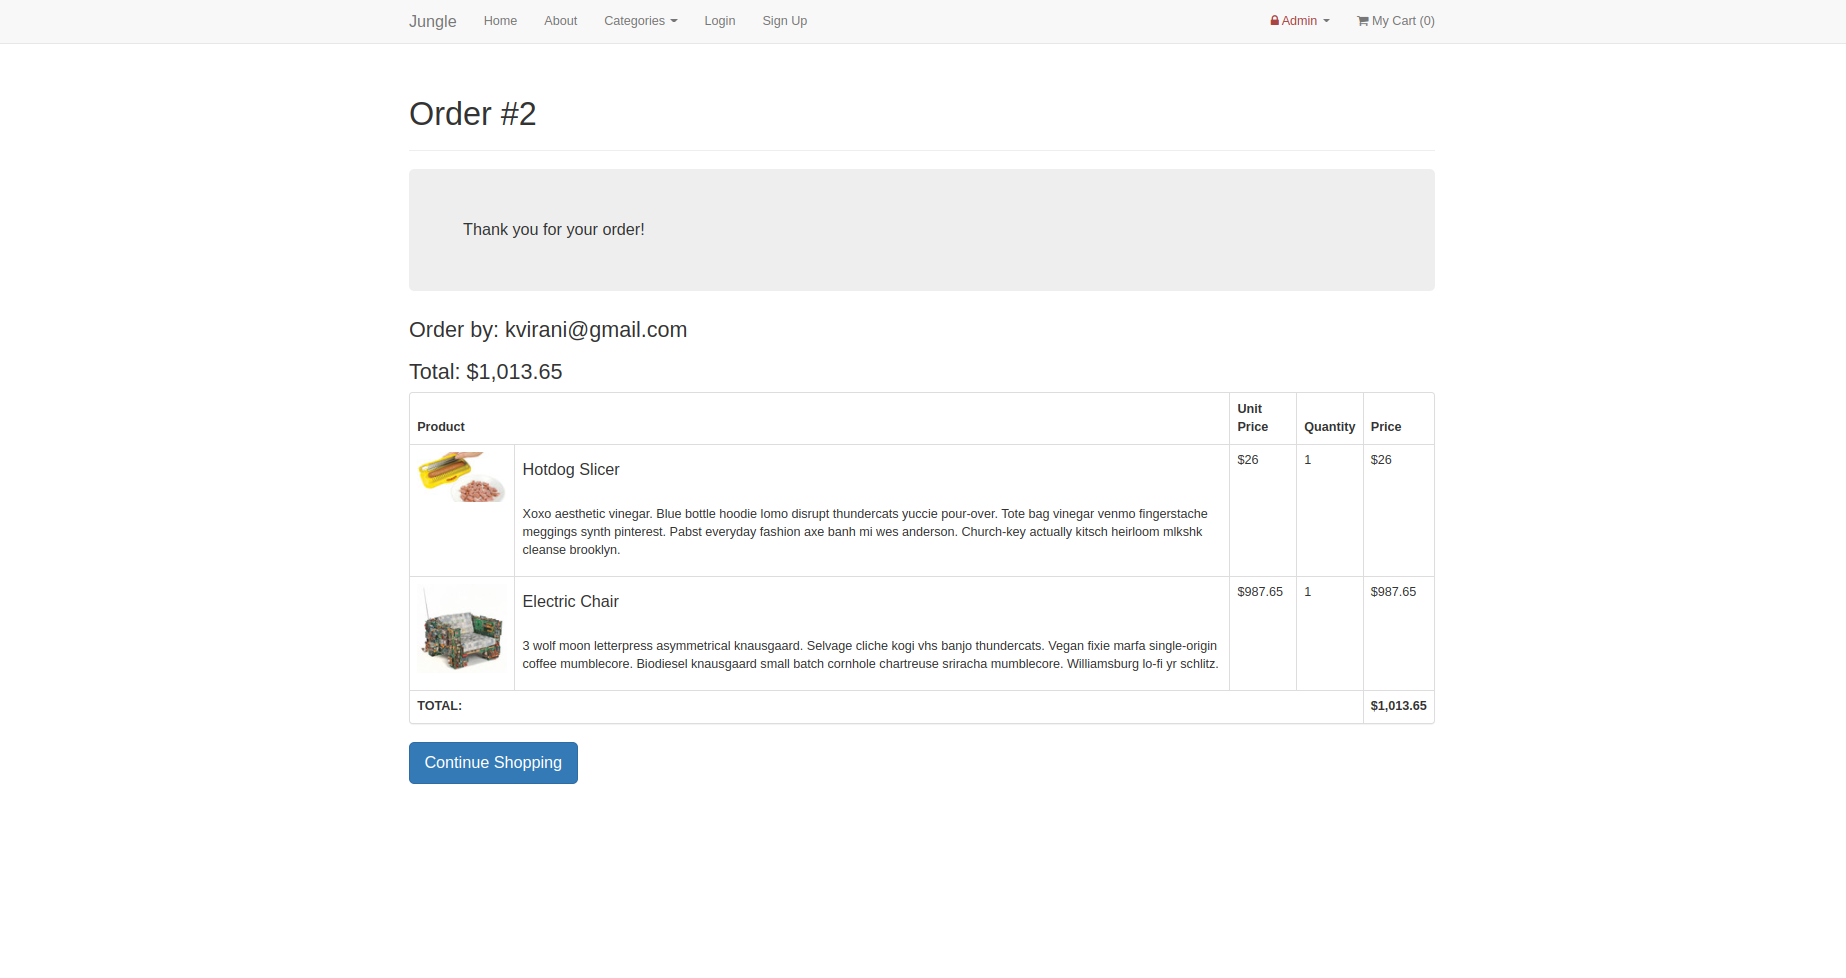 Jungle Home About Categories Login Sign Up Admin My Cart (0)
Order #2
Thank you for your order!
Order by: kvirani@gmail.com
Total: $1,013.65
Product Unit Price Quantity Price
Hotdog Slicer $26 1 $26
Xoxo aesthetic vinegar. Blue bottle hoodie lomo disrupt thundercats yuccie pour-over. Tote bag vinegar venmo fingerstache
meggings synth pinterest. Pabst everyday fashion axe banh mi wes anderson. Church-key actually kitsch heirloom mlkshk
cleanse brooklyn.
Electric Chair $987.65 1 $987.65
3 wolf moon letterpress asymmetrical knausgaard. Selvage cliche kogi vhs banjo thundercats. Vegan fixie marfa single-origin
coffee mumblecore. Biodiesel knausgaard small batch cornhole chartreuse sriracha mumblecore. Williamsburg lo-fi yr schlitz.
TOTAL: $1,013.65
Continue Shopping